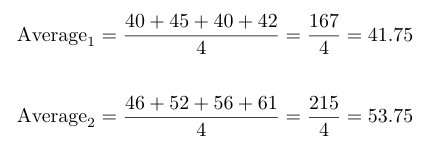 Average₁ = (40 + 45 + 40 + 42)/4 = 167/4 = 41.75
Average₂ = (46 + 52 + 56 + 61)/4 = 215/4 = 53.75